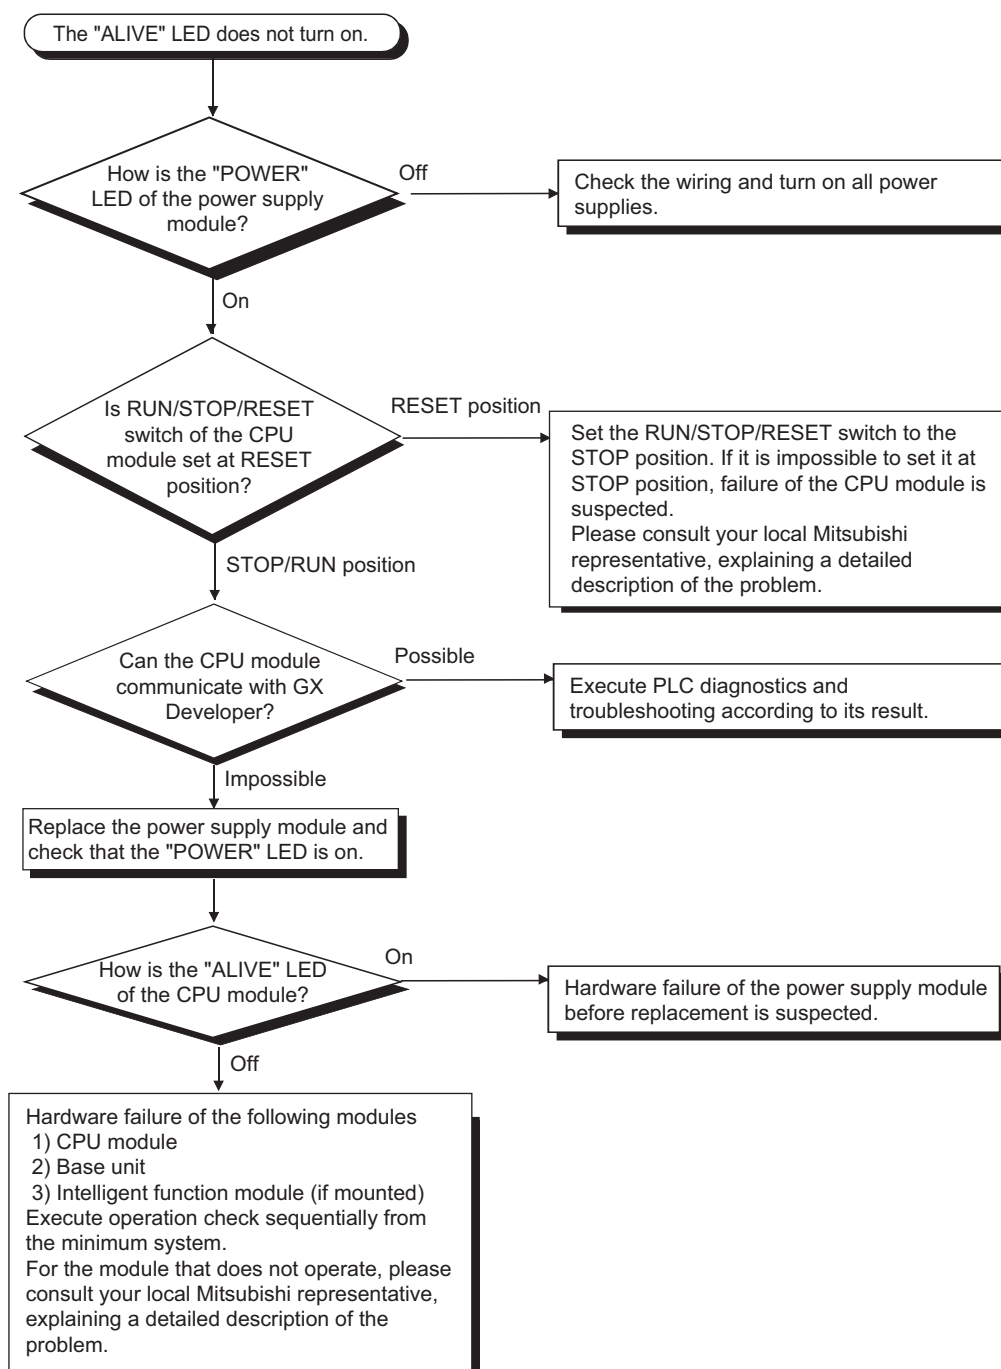 The "ALIVE" LED does not turn on.
How is the "POWER"
LED of the power supply
module?
Off
Check the wiring and turn on all power
supplies.
On
Is RUN/STOP/RESET
switch of the CPU
module set at RESET
position?
RESET position
Set the RUN/STOP/RESET switch to the
STOP position. If it is impossible to set it at
STOP position, failure of the CPU module is
suspected.
Please consult your local Mitsubishi
representative, explaining a detailed
description of the problem.
STOP/RUN position
Can the CPU module
communicate with GX
Developer?
Possible
Execute PLC diagnostics and
troubleshooting according to its result.
Impossible
Replace the power supply module and
check that the "POWER" LED is on.
How is the "ALIVE" LED
of the CPU module?
On
Hardware failure of the power supply module
before replacement is suspected.
Off
Hardware failure of the following modules
1) CPU module
2) Base unit
3) Intelligent function module (if mounted)
Execute operation check sequentially from
the minimum system.
For the module that does not operate, please
consult your local Mitsubishi representative,
explaining a detailed description of the
problem.